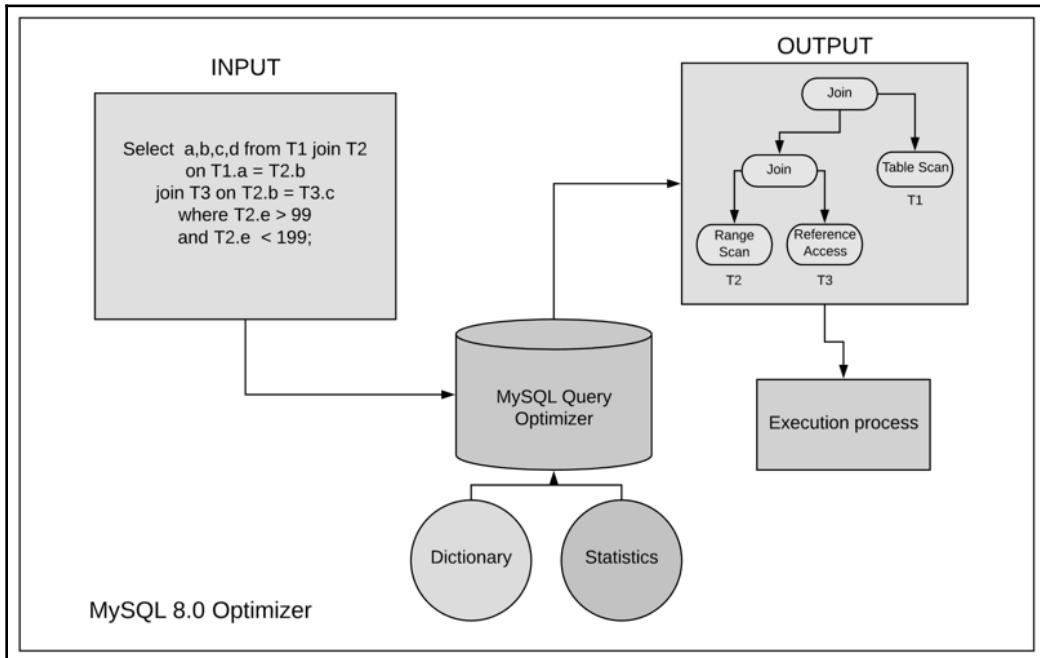 INPUT
Select a,b,c,d from T1 join T2
on T1.a = T2.b
join T3 on T2.b = T3.c
where T2.e > 99
and T2.e < 199;
OUTPUT
Join
Join
Table Scan
T1
Range
Scan
T2
Reference
Access
T3
MySQL Query
Optimizer
Execution process
Dictionary
Statistics
MySQL 8.0 Optimizer